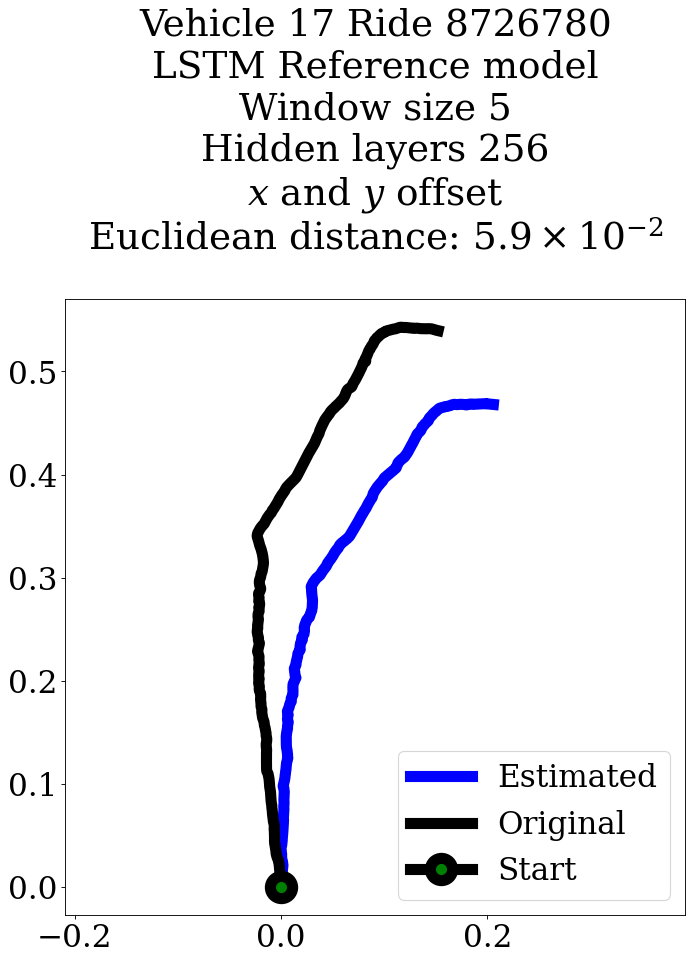 Vehicle 17 Ride 8726780
LSTM Reference model
Window size 5
Hidden layers 256
x and y offset
Euclidean distance: 5.9 × 10⁻²
0.5
0.4
0.3
0.2
0.1
0.0
Estimated
Original
Start
−0.2 0.0 0.2